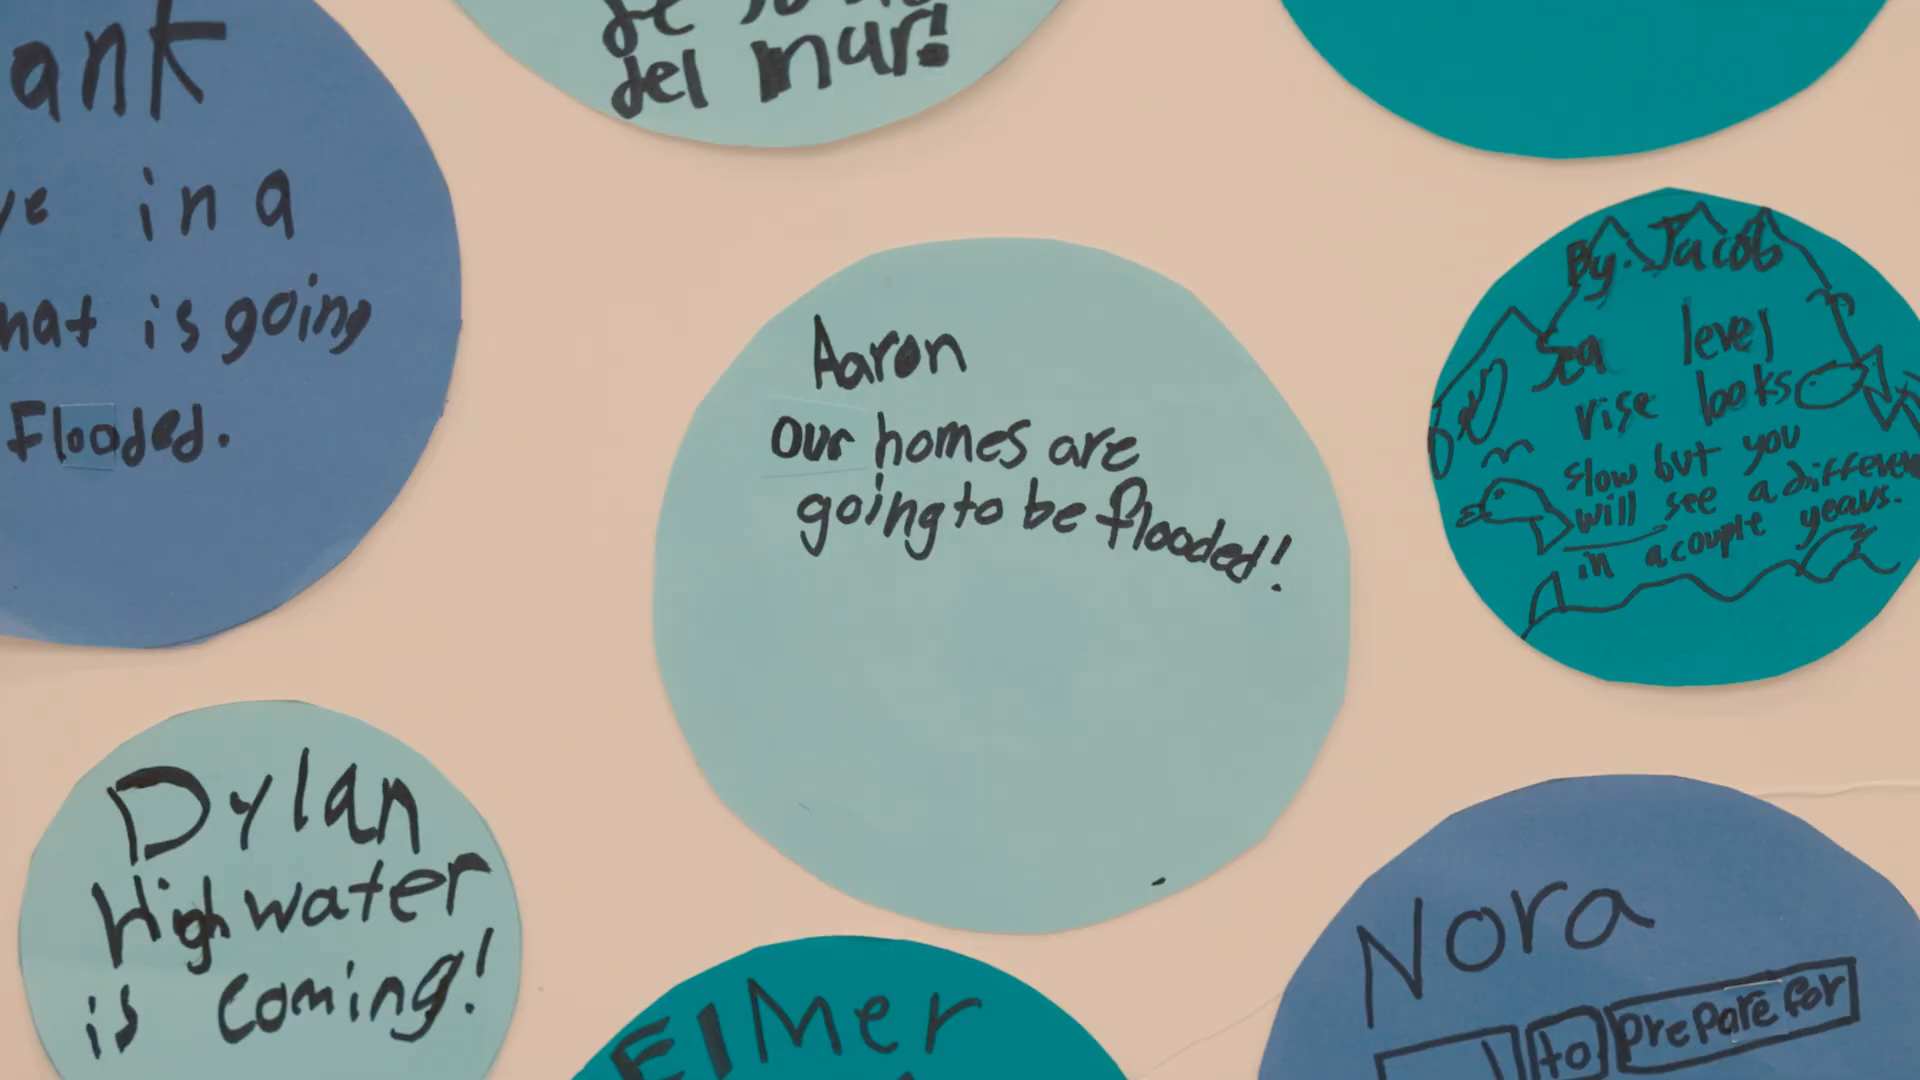 in a
is going
Flooded.
del mar!
Aaron
our homes are
going to be flooded!
By: Jacob
Sea level
rise looks
slow but you
will see a
in a couple years.
Dylan
High water
is coming!
Elmer
Nora
to prepare for